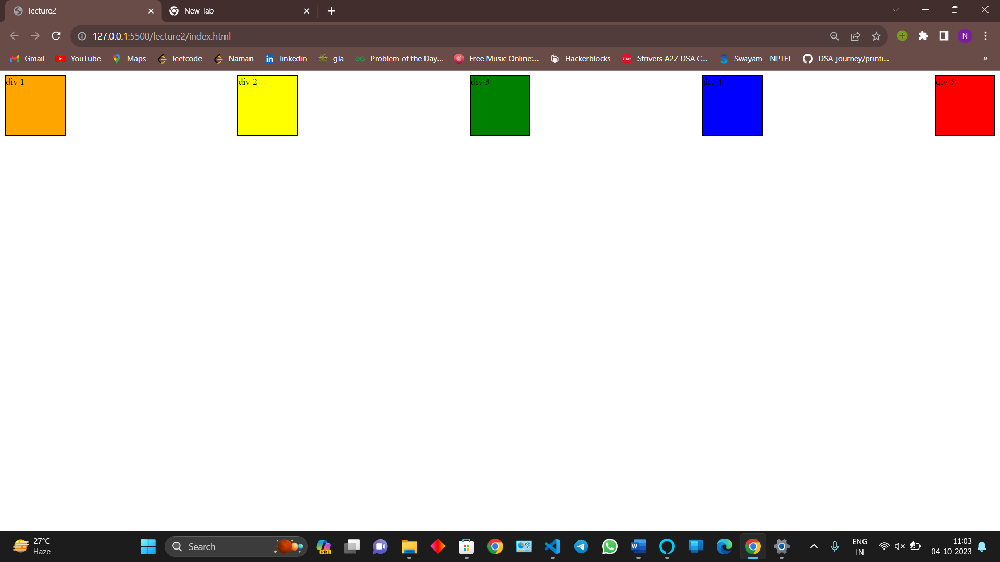 lecture2
New Tab
127.0.0.1:5500/lecture2/index.html
N
Gmail
YouTube
Maps
leetcode
Naman
linkedin
gla
Problem of the Day...
Free Music Online:...
Hackerblocks
Strivers A2Z DSA C...
Swayam - NPTEL
DSA-journey/printi...
»
div 1
div 2
div 3
div 4
div 5
27°C
Haze
Search
PRE
ENG
IN
11:03
04-10-2023